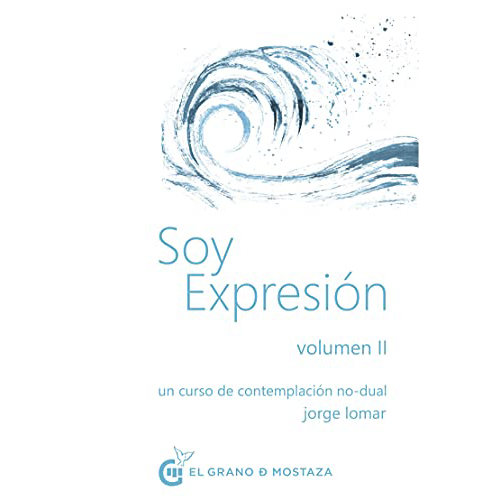 Soy
Expresión
volumen II
un curso de contemplación no-dual
jorge lomar
EL GRANO Đ MOSTAZA